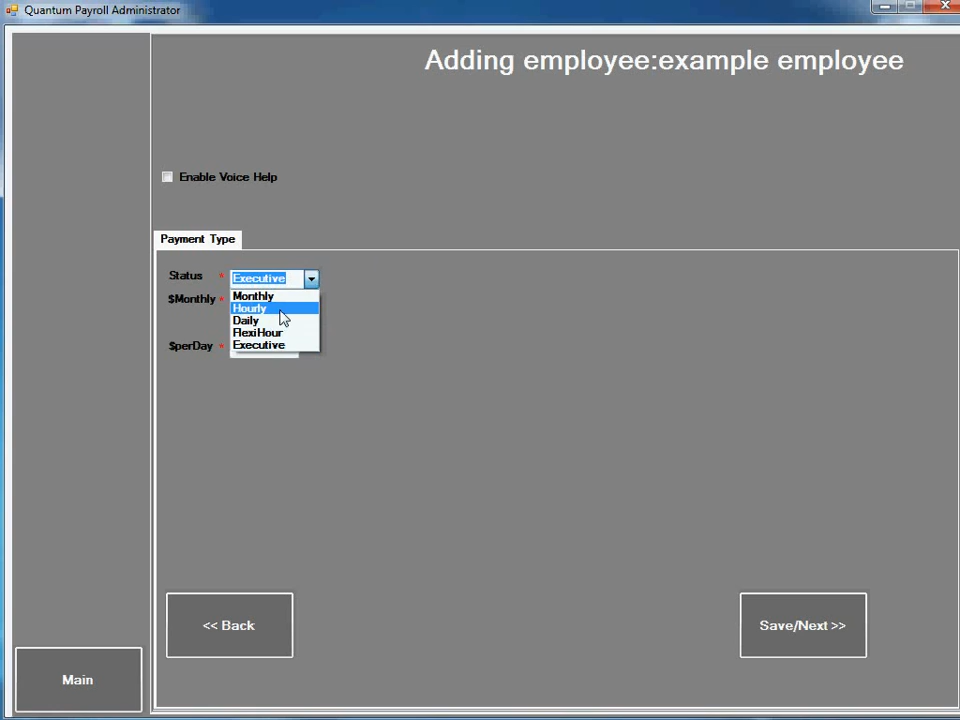 Quantum Payroll Administrator
Adding employee:example employee
Enable Voice Help
Payment Type
Status * Executive
$Monthly * Monthly
Hourly
Daily
FlexiHour
$perDay * Executive
<< Back
Save/Next >>
Main